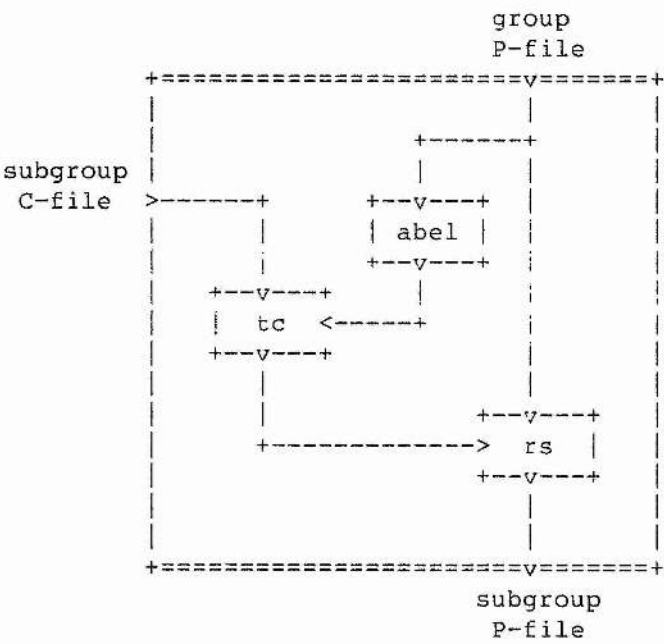 group
P-file
subgroup
C-file
abel
tc
rs
subgroup
P-file